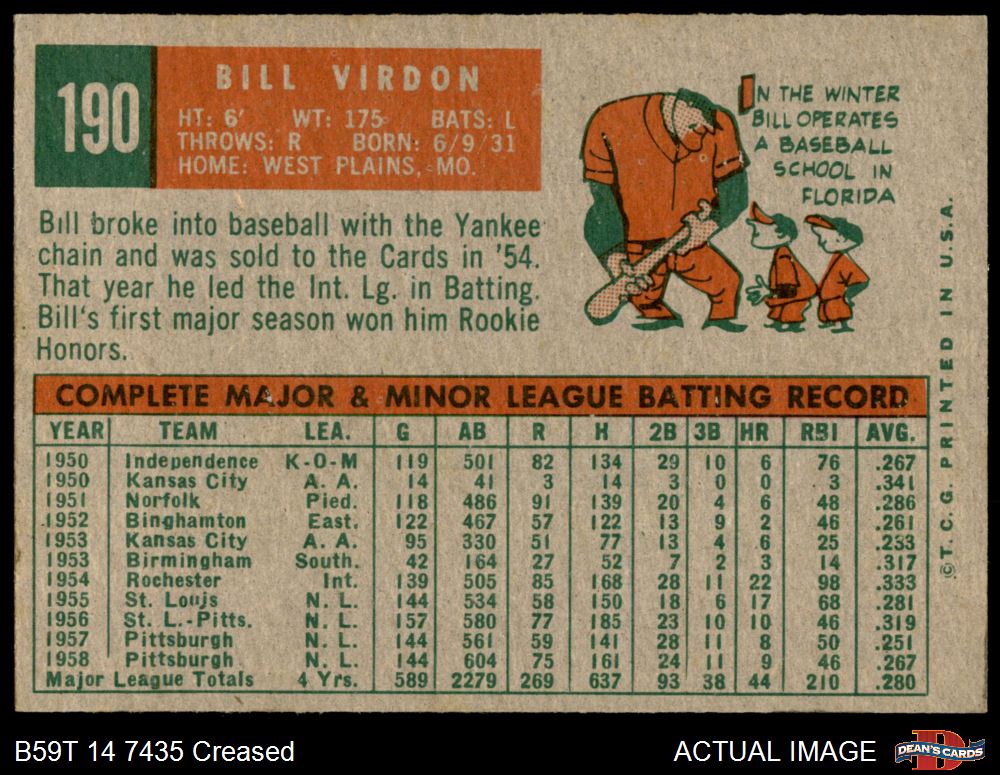 190
BILL VIRDON
HT: 6' WT: 175 BATS: L
THROWS: R BORN: 6/9/31
HOME: WEST PLAINS, MO.
IN THE WINTER
BILL OPERATES
A BASEBALL
SCHOOL IN
FLORIDA
Bill broke into baseball with the Yankee
chain and was sold to the Cards in '54.
That year he led the Int. Lg. in Batting.
Bill's first major season won him Rookie
Honors.
COMPLETE MAJOR & MINOR LEAGUE BATTING RECORD
YEAR TEAM LEA. G AB R H 2B 3B HR RBI AVG.
1950 Independence K-O-M 119 501 82 134 29 10 6 76 .267
1950 Kansas City A. A. 14 41 3 14 3 0 0 3 .341
1951 Norfolk Pied. 118 486 91 139 20 4 6 48 .286
1952 Binghamton East. 122 467 57 122 13 9 2 46 .261
1953 Kansas City A. A. 95 330 51 77 13 4 6 25 .233
1953 Birmingham South. 42 164 27 52 7 2 3 14 .317
1954 Rochester Int. 139 505 85 168 28 11 22 98 .333
1955 St. Louis N. L. 144 534 58 150 18 6 17 68 .281
1956 St. L.-Pitts. N. L. 157 580 77 185 23 10 10 46 .319
1957 Pittsburgh N. L. 144 561 59 141 28 11 8 50 .251
1958 Pittsburgh N. L. 144 604 75 161 24 11 9 46 .267
Major League Totals 4 Yrs. 589 2279 269 637 93 38 44 210 .280
©T. C. G. PRINTED IN U.S.A.
B59T 14 7435 Creased
ACTUAL IMAGE
D
DEAN'S CARDS